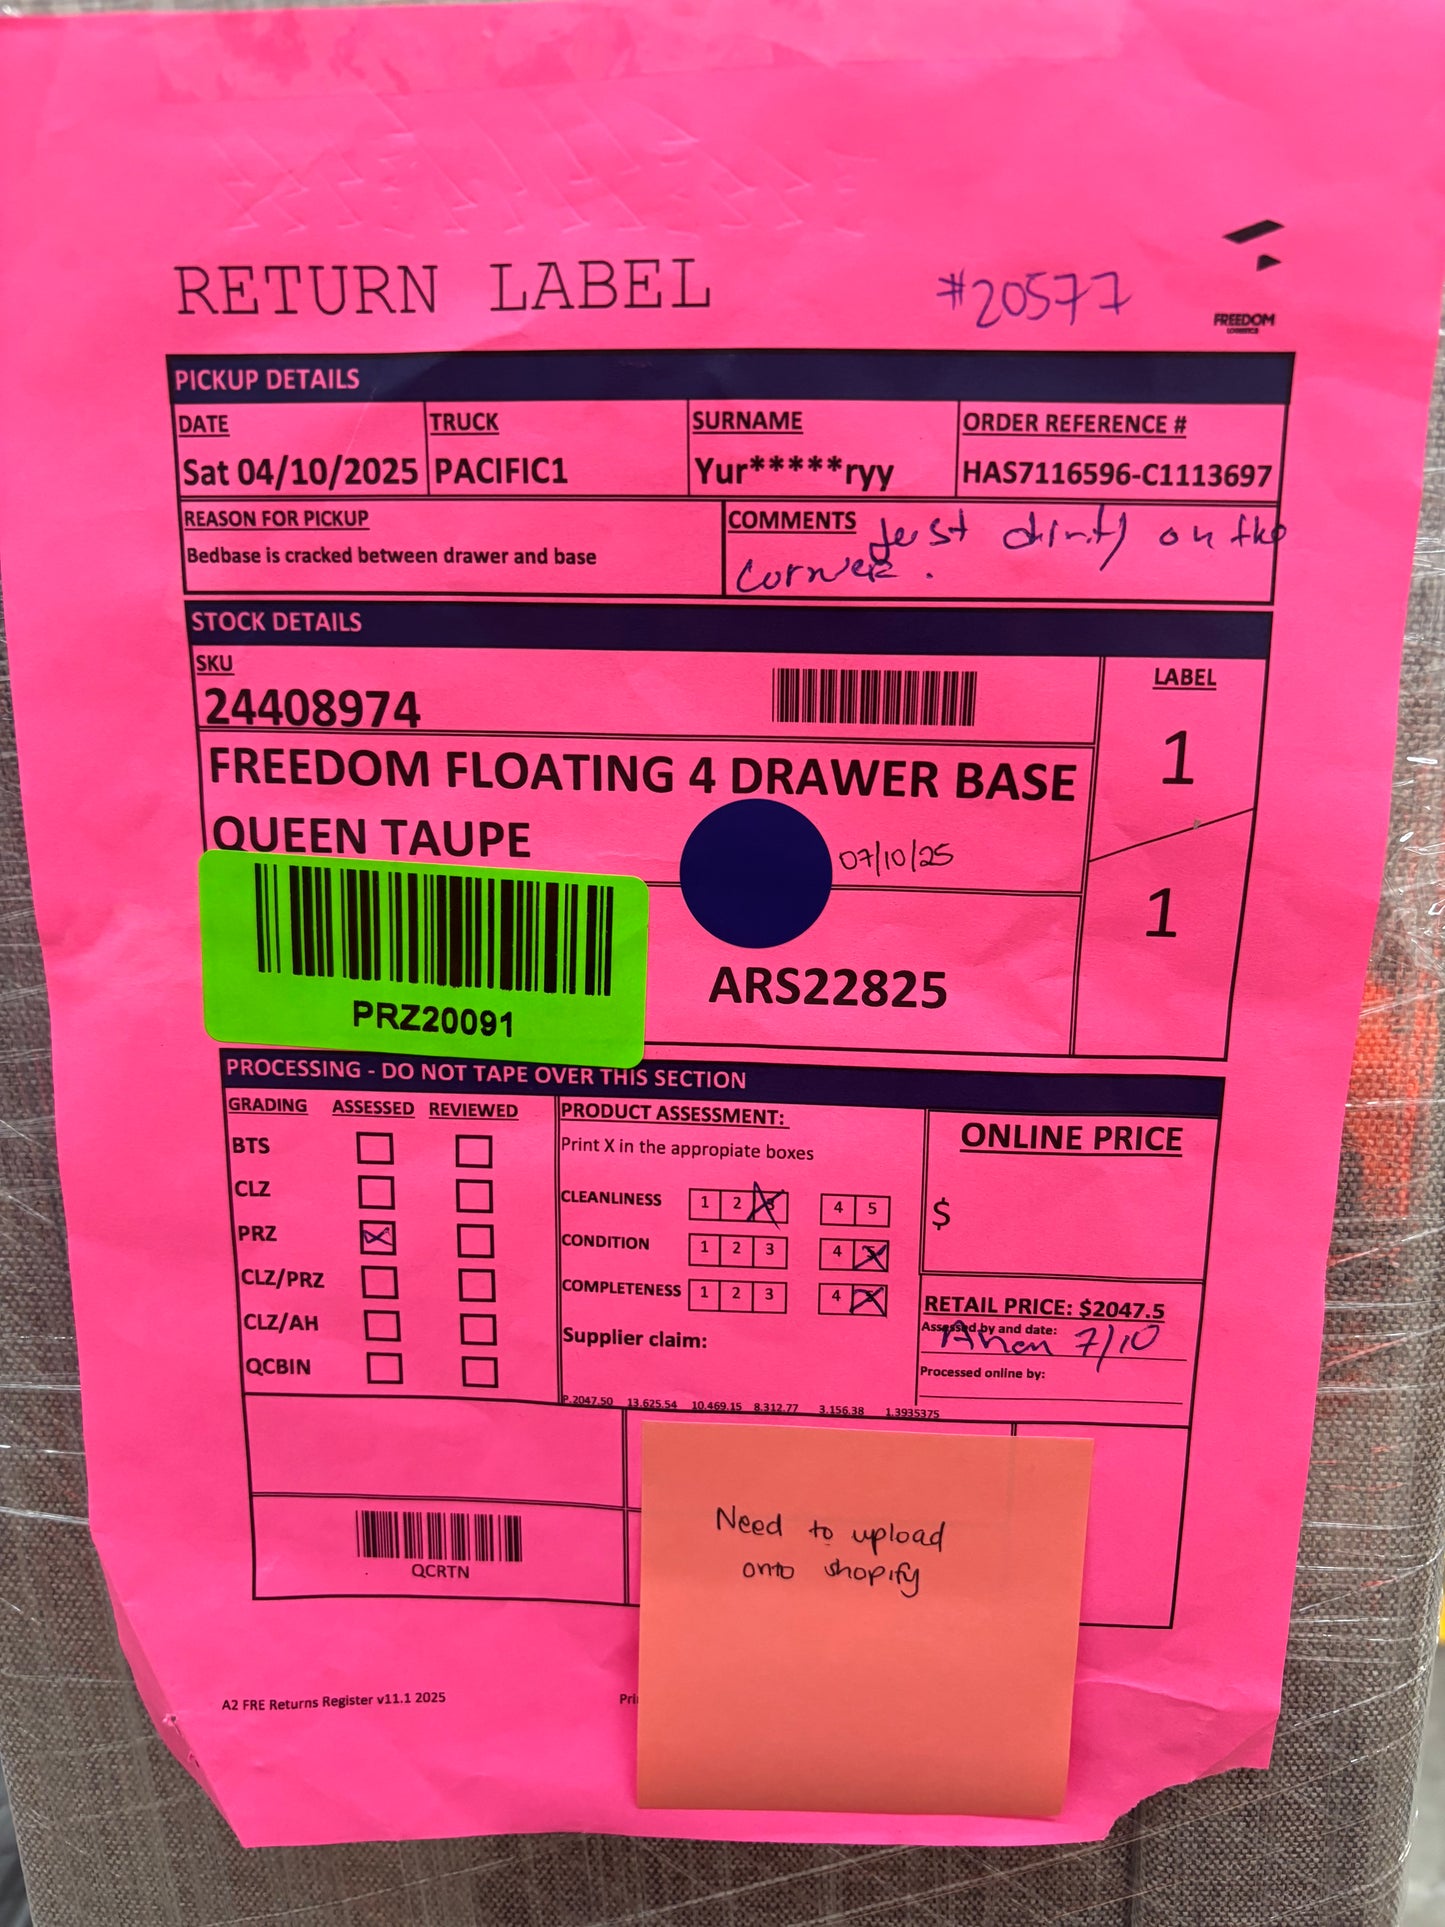 RETURN LABEL
#20577
FREEDOM
LOGISTICS
PICKUP DETAILS
DATE TRUCK SURNAME ORDER REFERENCE #
Sat 04/10/2025 PACIFIC1 Yur*****ryy HAS7116596-C1113697
REASON FOR PICKUP
Bedbase is cracked between drawer and base
COMMENTS Just dirty on the
corner.
STOCK DETAILS
SKU
24408974
LABEL
1
1
FREEDOM FLOATING 4 DRAWER BASE
QUEEN TAUPE
07/10/25
PRZ20091
ARS22825
PROCESSING - DO NOT TAPE OVER THIS SECTION
GRADING ASSESSED REVIEWED
BTS
CLZ
PRZ
CLZ/PRZ
CLZ/AH
QCBIN
PRODUCT ASSESSMENT:
Print X in the appropiate boxes
CLEANLINESS 1 2 3 4 5
CONDITION 1 2 3 4 5
COMPLETENESS 1 2 3 4 5
Supplier claim:
P.2047.50 13.625.54 10.469.15 8.312.77 3.156.38 1.3935375
ONLINE PRICE
$
RETAIL PRICE: $2047.5
Assessed by and date:
7/10
Processed online by:
QCRTN
Need to upload
onto shopify
A2 FRE Returns Register v11.1 2025
Pri